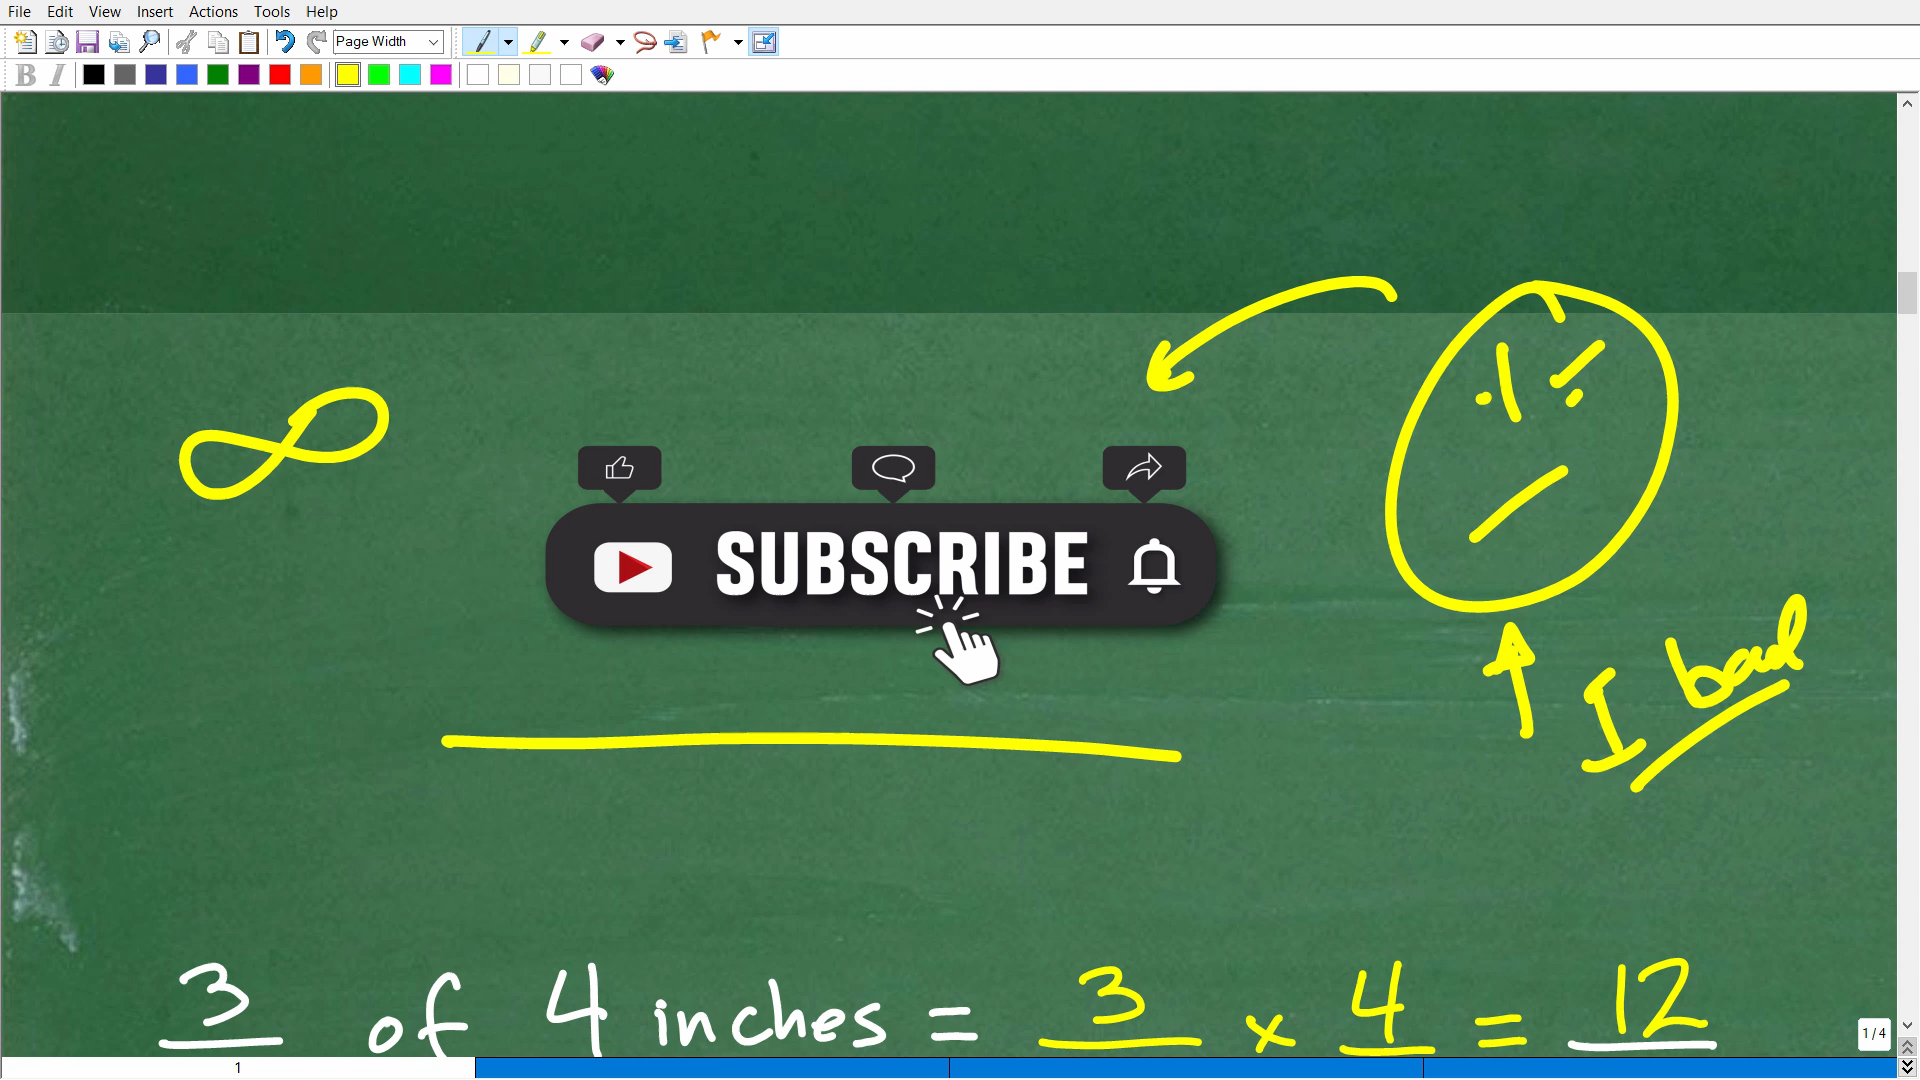 File Edit View Insert Actions Tools Help
Page Width
B I
∞
SUBSCRIBE
I bad
3 of 4 inches = 3 x 4 = 12
1 / 4
1